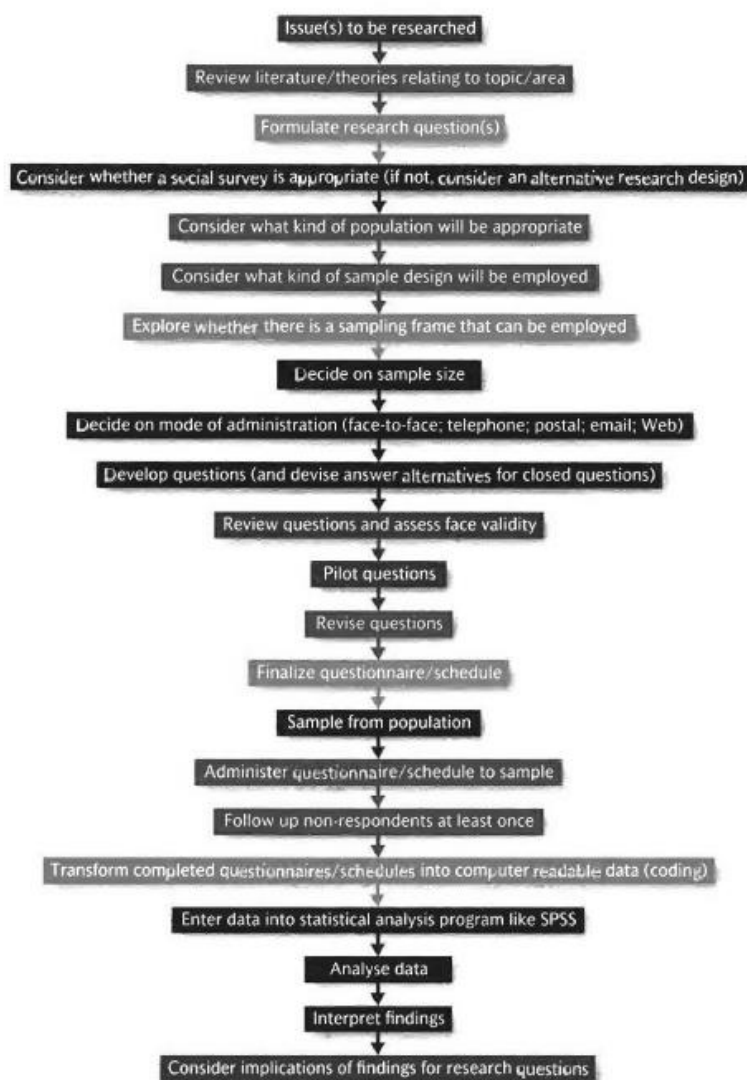 Issue(s) to be researched
Review literature/theories relating to topic/area
Formulate research question(s)
Consider whether a social survey is appropriate (if not, consider an alternative research design)
Consider what kind of population will be appropriate
Consider what kind of sample design will be employed
Explore whether there is a sampling frame that can be employed
Decide on sample size
Decide on mode of administration (face-to-face; telephone; postal; email; Web)
Develop questions (and devise answer alternatives for closed questions)
Review questions and assess face validity
Pilot questions
Revise questions
Finalize questionnaire/schedule
Sample from population
Administer questionnaire/schedule to sample
Follow up non-respondents at least once
Transform completed questionnaires/schedules into computer readable data (coding)
Enter data into statistical analysis program like SPSS
Analyse data
Interpret findings
Consider implications of findings for research questions